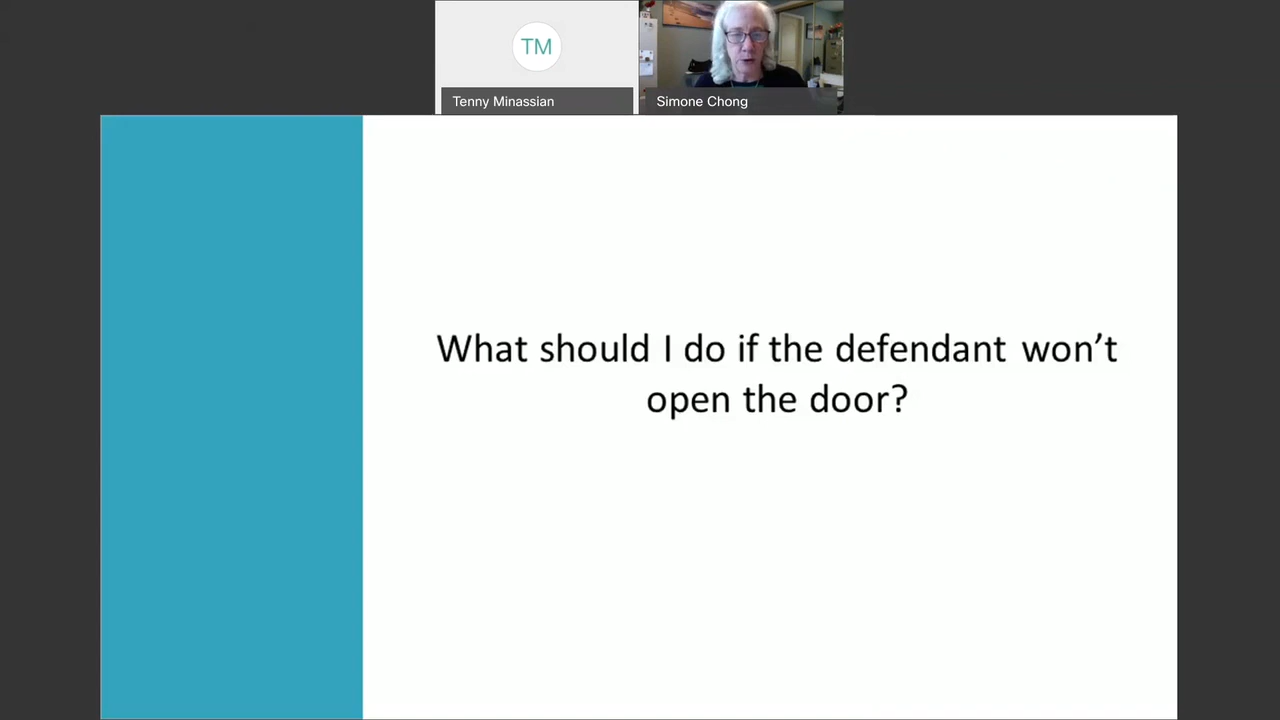 TM
Tenny Minassian
Simone Chong
What should I do if the defendant won't
open the door?